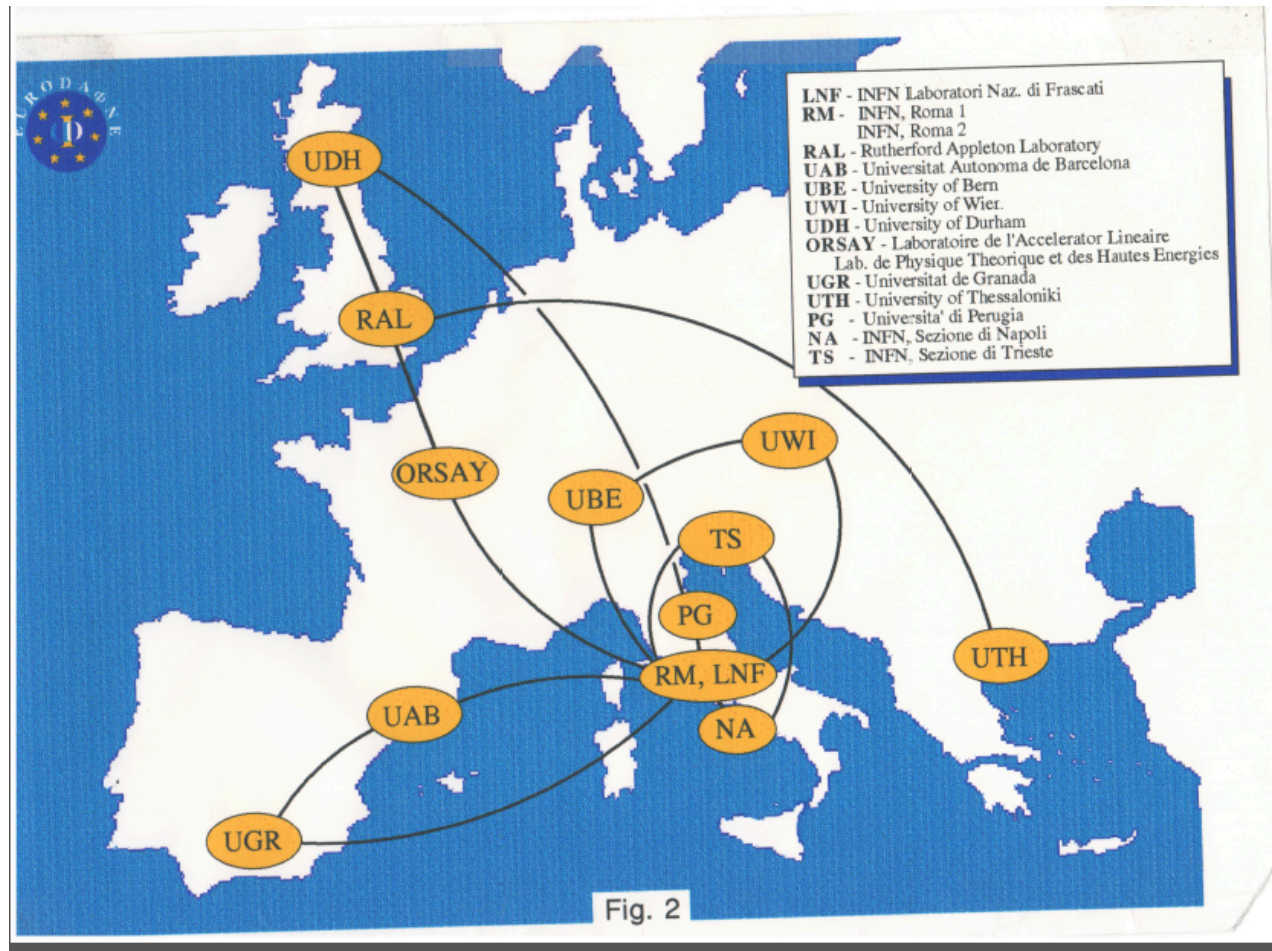 EURODAΦNE
LNF - INFN Laboratori Naz. di Frascati
RM - INFN, Roma 1
INFN, Roma 2
RAL - Rutherford Appleton Laboratory
UAB - Universitat Autonoma de Barcelona
UBE - University of Bern
UWI - University of Wier.
UDH - University of Durham
ORSAY - Laboratoire de l'Accelerator Lineaire
Lab. de Physique Theorique et des Hautes Energies
UGR - Universitat de Granada
UTH - University of Thessaloniki
PG - Universita' di Perugia
NA - INFN, Sezione di Napoli
TS - INFN, Sezione di Trieste
UDH
RAL
UWI
ORSAY
UBE
TS
PG
UTH
RM, LNF
UAB
NA
UGR
Fig. 2